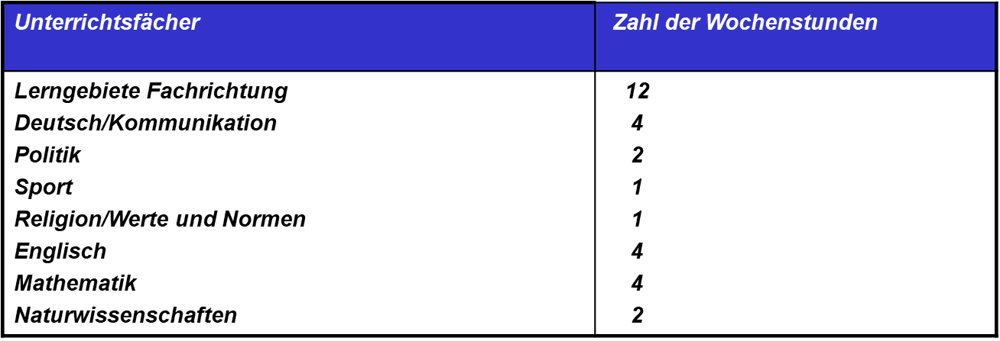 Unterrichtsfächer Zahl der Wochenstunden
Lerngebiete Fachrichtung 12
Deutsch/Kommunikation 4
Politik 2
Sport 1
Religion/Werte und Normen 1
Englisch 4
Mathematik 4
Naturwissenschaften 2